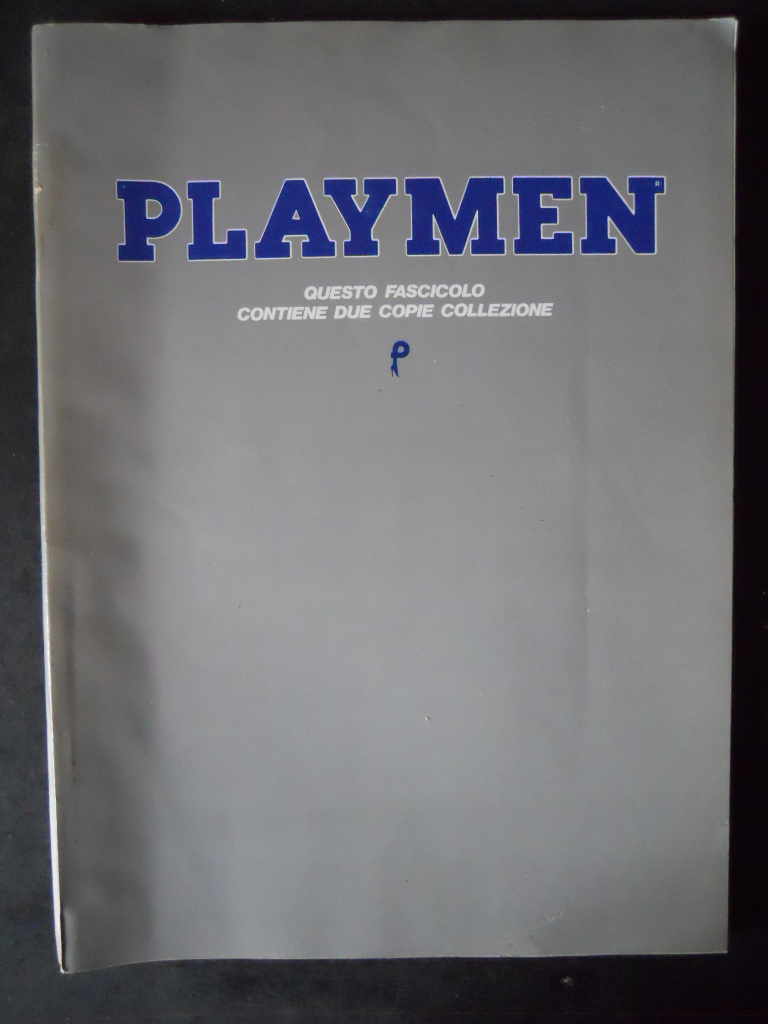 PLAYMEN
QUESTO FASCICOLO
CONTIENE DUE COPIE COLLEZIONE
P